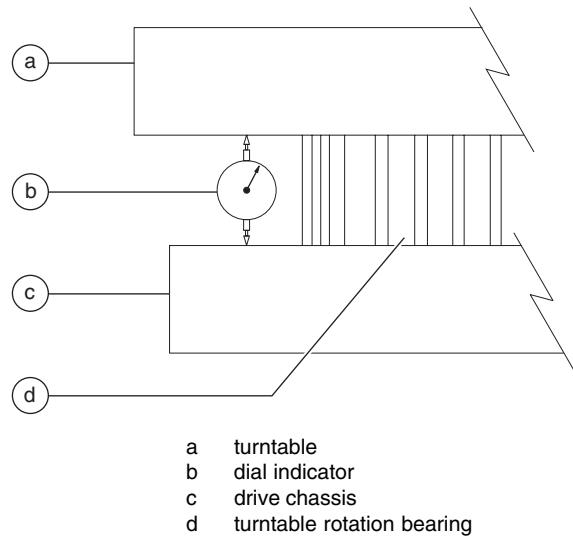 a
b
c
d
a turntable
b dial indicator
c drive chassis
d turntable rotation bearing